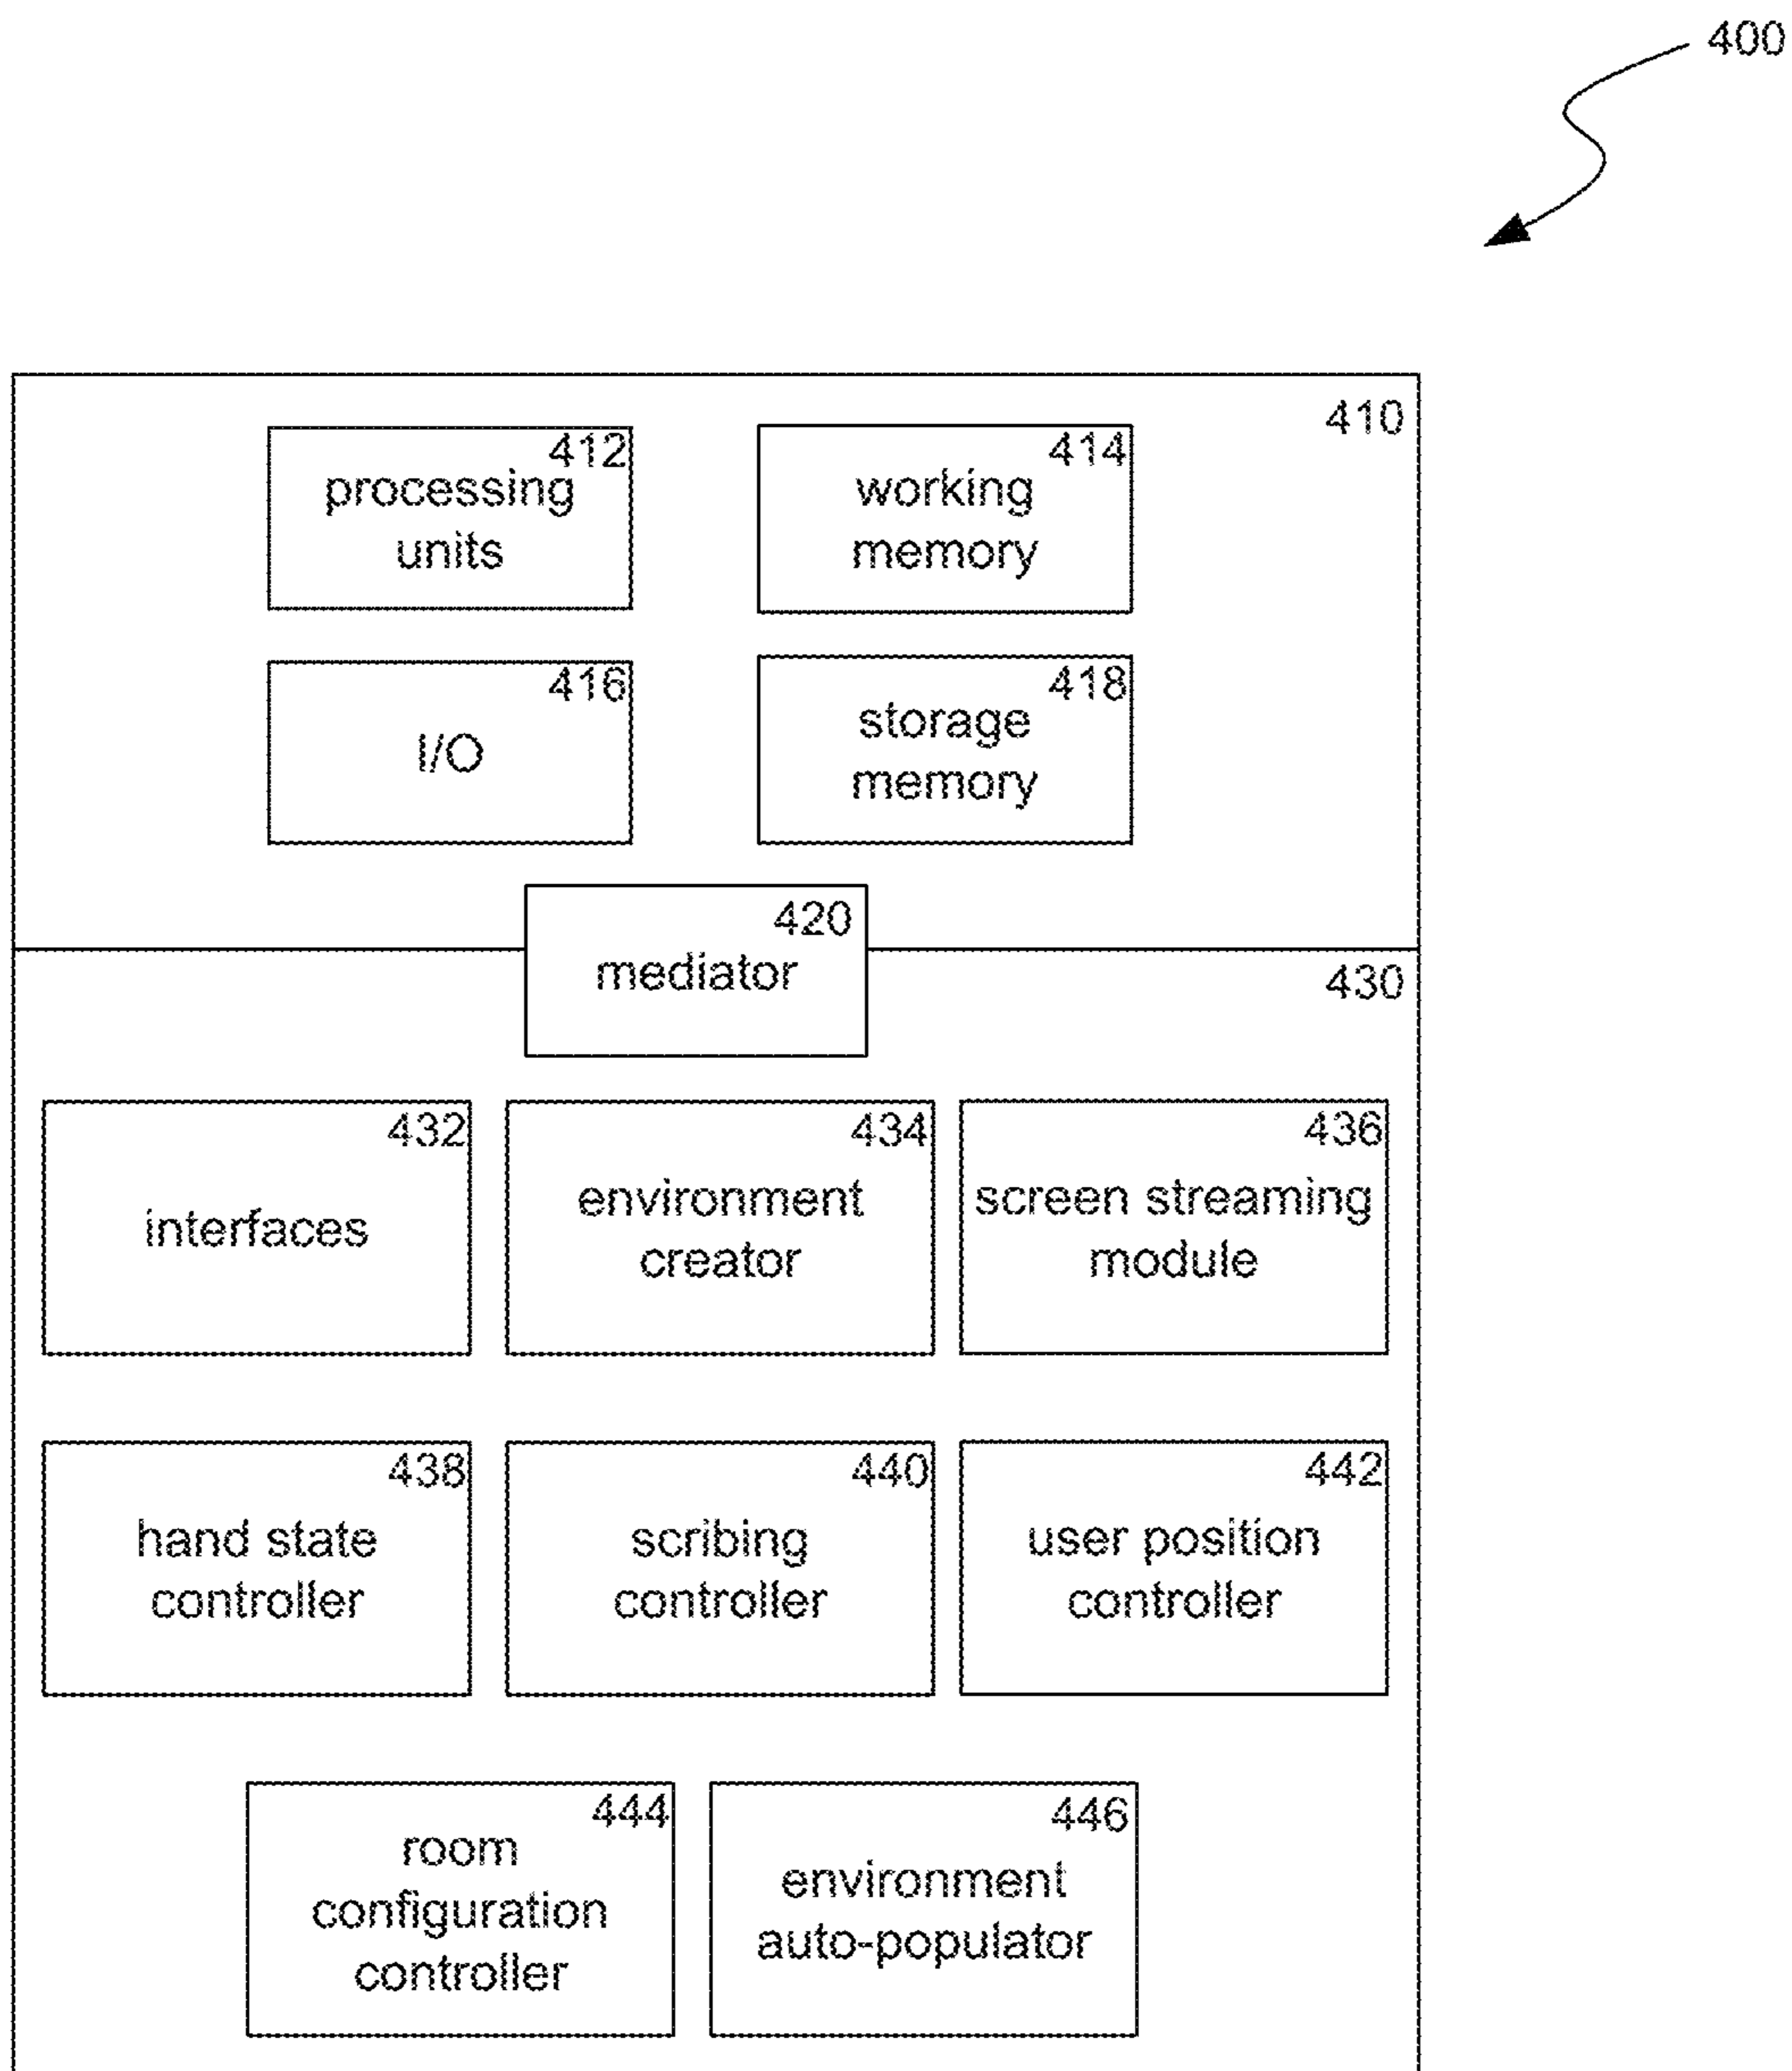 400
410
412
processing
units
414
working
memory
416
I/O
418
storage
memory
420
mediator
430
432
interfaces
434
environment
creator
436
screen streaming
module
438
hand state
controller
440
scribing
controller
442
user position
controller
444
room
configuration
controller
446
environment
auto-populator